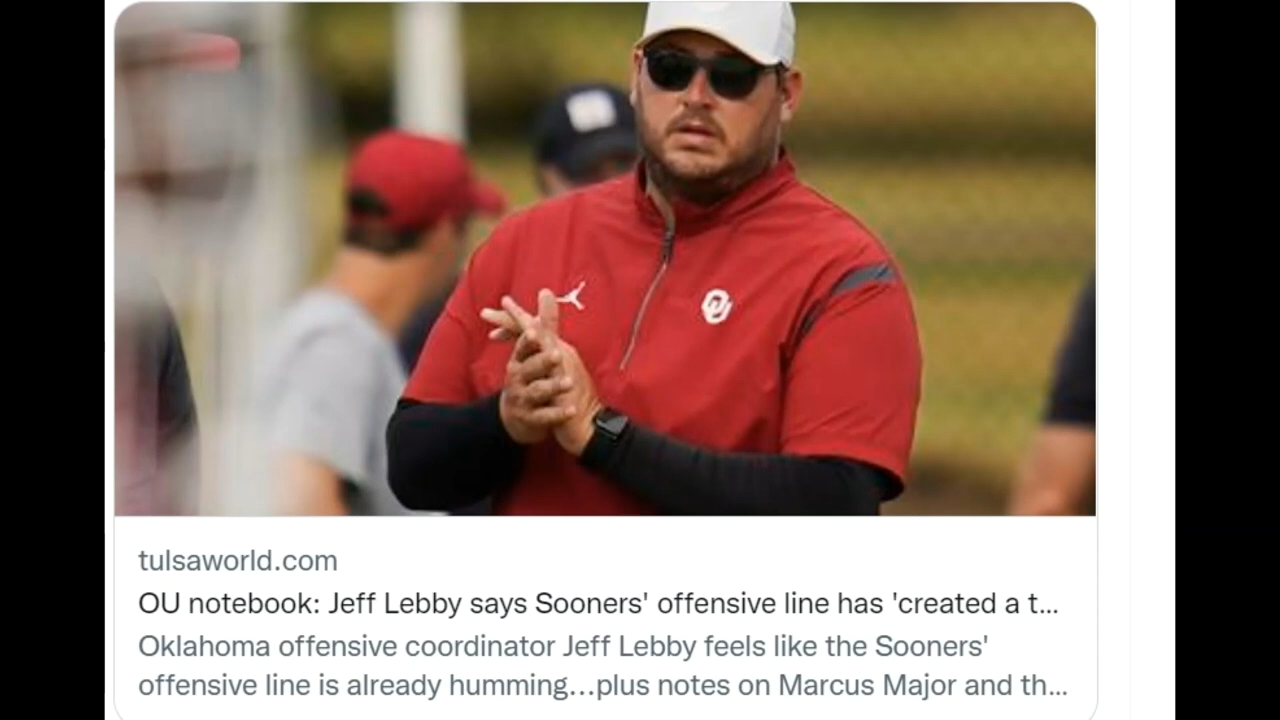 OU
tulsaworld.com
OU notebook: Jeff Lebby says Sooners' offensive line has 'created a t...
Oklahoma offensive coordinator Jeff Lebby feels like the Sooners'
offensive line is already humming...plus notes on Marcus Major and th...